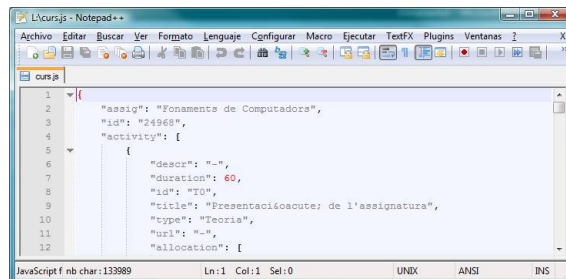 L:\curs.js - Notepad++
Archivo Editar Buscar Ver Formato Lenguaje Configurar Macro Ejecutar TextFX Plugins Ventanas ? X
curs.js
1 {
2 "assig": "Fonaments de Computadors",
3 "id": "24968",
4 "activity": [
5 {
6 "descr": "-",
7 "duration": 60,
8 "id": "T0",
9 "title": "Presentaci&oacute; de l'assignatura",
10 "type": "Teoria",
11 "url": "-",
12 "allocation": [
JavaScript f nb char : 133989 Ln : 1 Col : 1 Sel : 0 UNIX ANSI INS